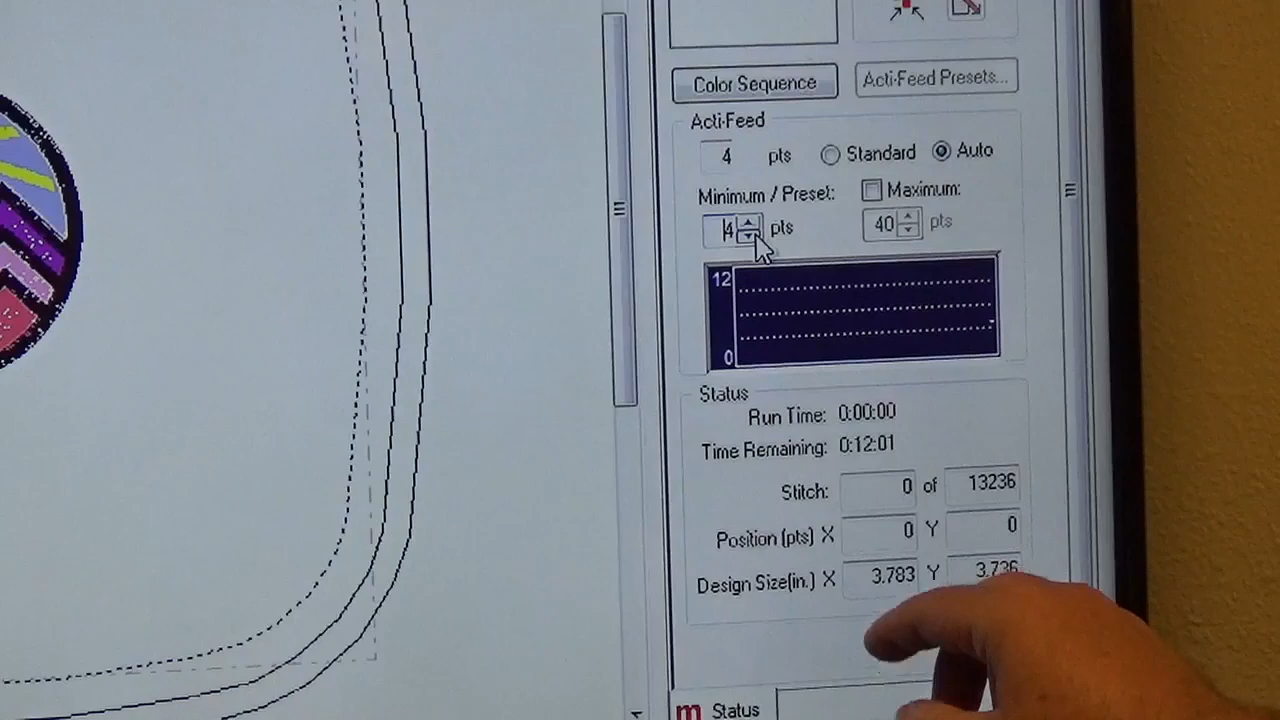 Color Sequence Acti-Feed Presets...
Acti-Feed
4 pts Standard Auto
Minimum / Preset: Maximum:
4 pts 40 pts
12
0
Status
Run Time: 0:00:00
Time Remaining: 0:12:01
Stitch: 0 of 13236
Position (pts) X 0 Y 0
Design Size(in.) X 3.783 Y 3.736
m Status